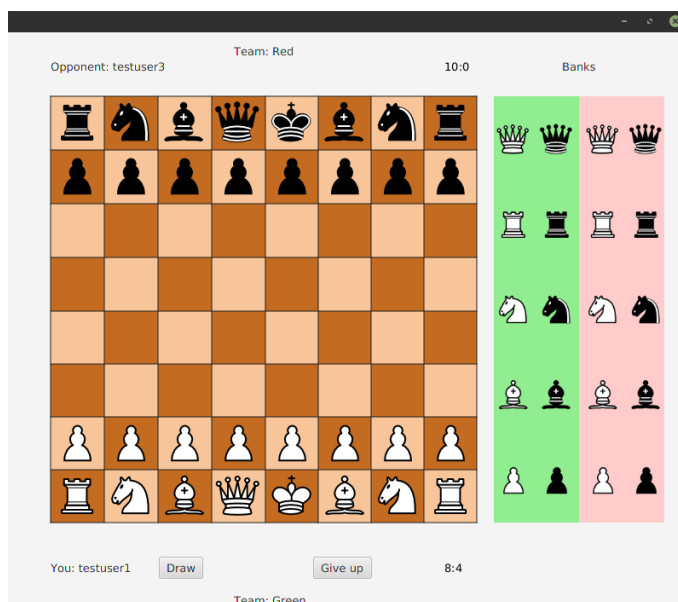 Team: Red
Opponent: testuser3
10:0
Banks
You: testuser1
Draw
Give up
8:4
Team: Green